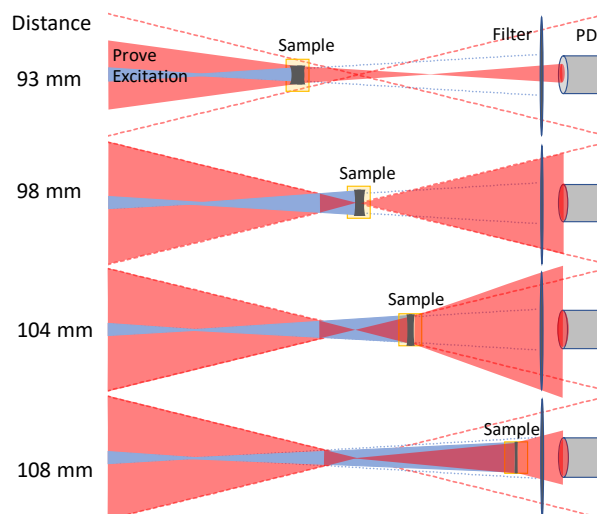 Distance
Filter
PD
Sample
Prove
Excitation
93 mm
Sample
98 mm
Sample
104 mm
Sample
108 mm